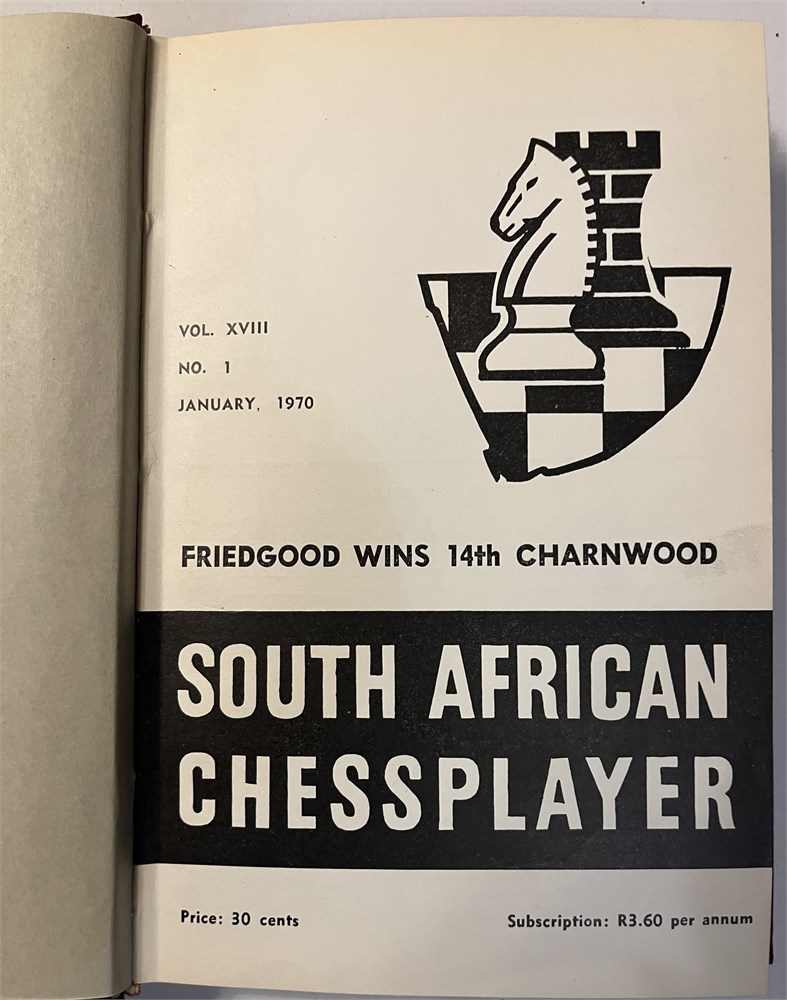 VOL. XVIII
NO. 1
JANUARY, 1970
FRIEDGOOD WINS 14th CHARNWOOD
SOUTH AFRICAN
CHESSPLAYER
Price: 30 cents
Subscription: R3.60 per annum